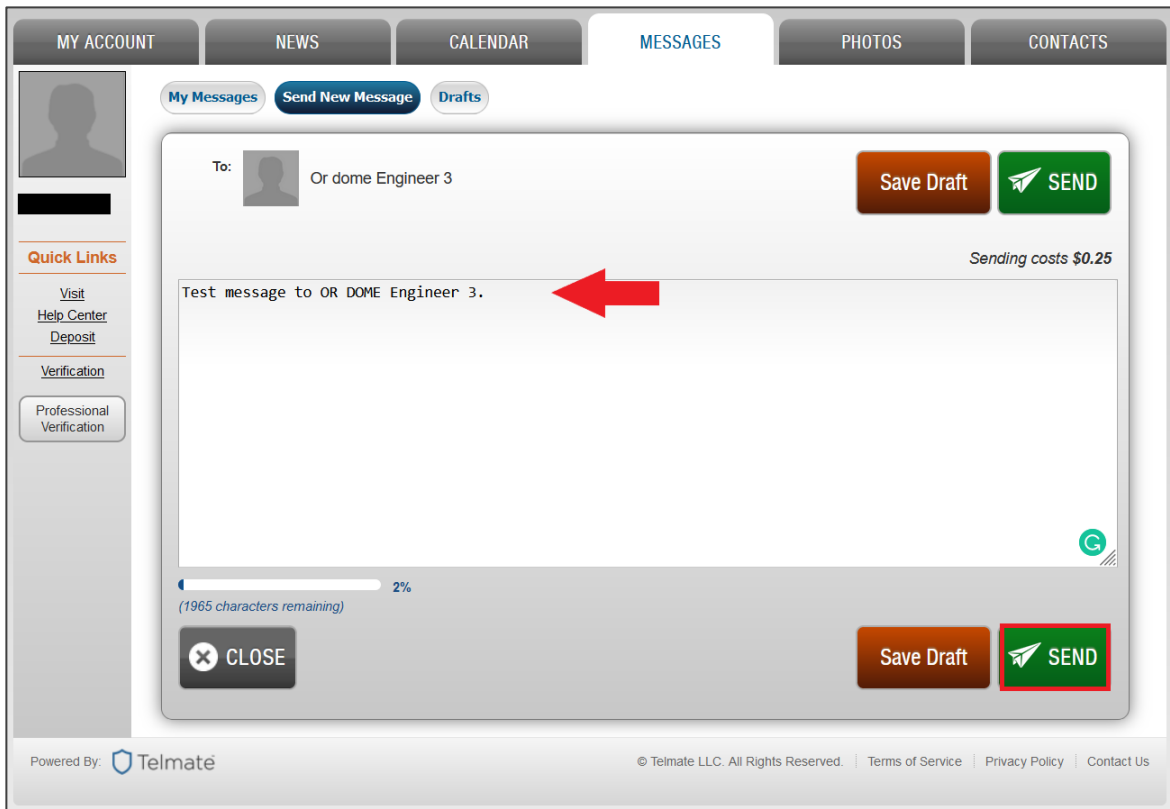 MY ACCOUNT NEWS CALENDAR MESSAGES PHOTOS CONTACTS
My Messages Send New Message Drafts
To: Or dome Engineer 3 Save Draft SEND
Sending costs $0.25
Quick Links
Visit
Help Center
Deposit
Verification
Professional
Verification
Test message to OR DOME Engineer 3.
G
2%
(1965 characters remaining)
CLOSE Save Draft SEND
Powered By: Telmate © Telmate LLC. All Rights Reserved. Terms of Service Privacy Policy Contact Us